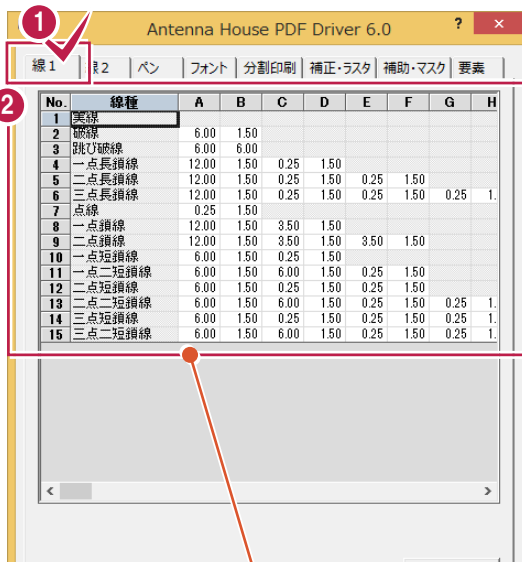 1
Antenna House PDF Driver 6.0 ? ×
線1 線2 ペン フォント 分割印刷 補正・ラスタ 補助・マスク 要素
2
No. 線種 A B C D E F G H
1 実線
2 破線 6.00 1.50
3 跳び破線 6.00 6.00
4 一点長鎖線 12.00 1.50 0.25 1.50
5 二点長鎖線 12.00 1.50 0.25 1.50 0.25 1.50
6 三点長鎖線 12.00 1.50 0.25 1.50 0.25 1.50 0.25 1.
7 点線 0.25 1.50
8 一点鎖線 12.00 1.50 3.50 1.50
9 二点鎖線 12.00 1.50 3.50 1.50 3.50 1.50
10 一点短鎖線 6.00 1.50 0.25 1.50
11 一点二短鎖線 6.00 1.50 6.00 1.50 0.25 1.50
12 二点短鎖線 6.00 1.50 0.25 1.50 0.25 1.50
13 二点二短鎖線 6.00 1.50 6.00 1.50 0.25 1.50 0.25 1.
14 三点短鎖線 6.00 1.50 0.25 1.50 0.25 1.50 0.25 1.
15 三点二短鎖線 6.00 1.50 6.00 1.50 0.25 1.50 0.25 1.